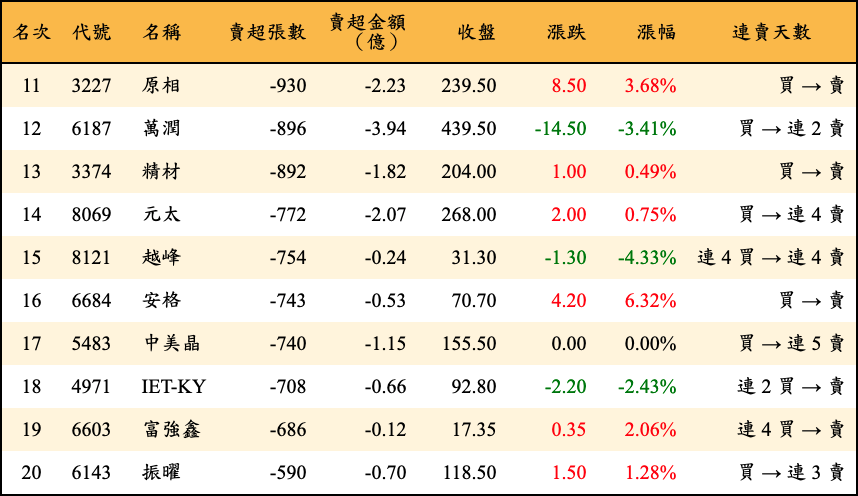 名次 代號 名稱 賣超張數 賣超金額（億） 收盤 漲跌 漲幅 連賣天數
11 3227 原相 -930 -2.23 239.50 8.50 3.68% 買 → 賣
12 6187 萬潤 -896 -3.94 439.50 -14.50 -3.41% 買 → 連 2 賣
13 3374 精材 -892 -1.82 204.00 1.00 0.49% 買 → 賣
14 8069 元太 -772 -2.07 268.00 2.00 0.75% 買 → 連 4 賣
15 8121 越峰 -754 -0.24 31.30 -1.30 -4.33% 連 4 買 → 連 4 賣
16 6684 安格 -743 -0.53 70.70 4.20 6.32% 買 → 賣
17 5483 中美晶 -740 -1.15 155.50 0.00 0.00% 買 → 連 5 賣
18 4971 IET-KY -708 -0.66 92.80 -2.20 -2.43% 連 2 買 → 賣
19 6603 富強鑫 -686 -0.12 17.35 0.35 2.06% 連 4 買 → 賣
20 6143 振曜 -590 -0.70 118.50 1.50 1.28% 買 → 連 3 賣